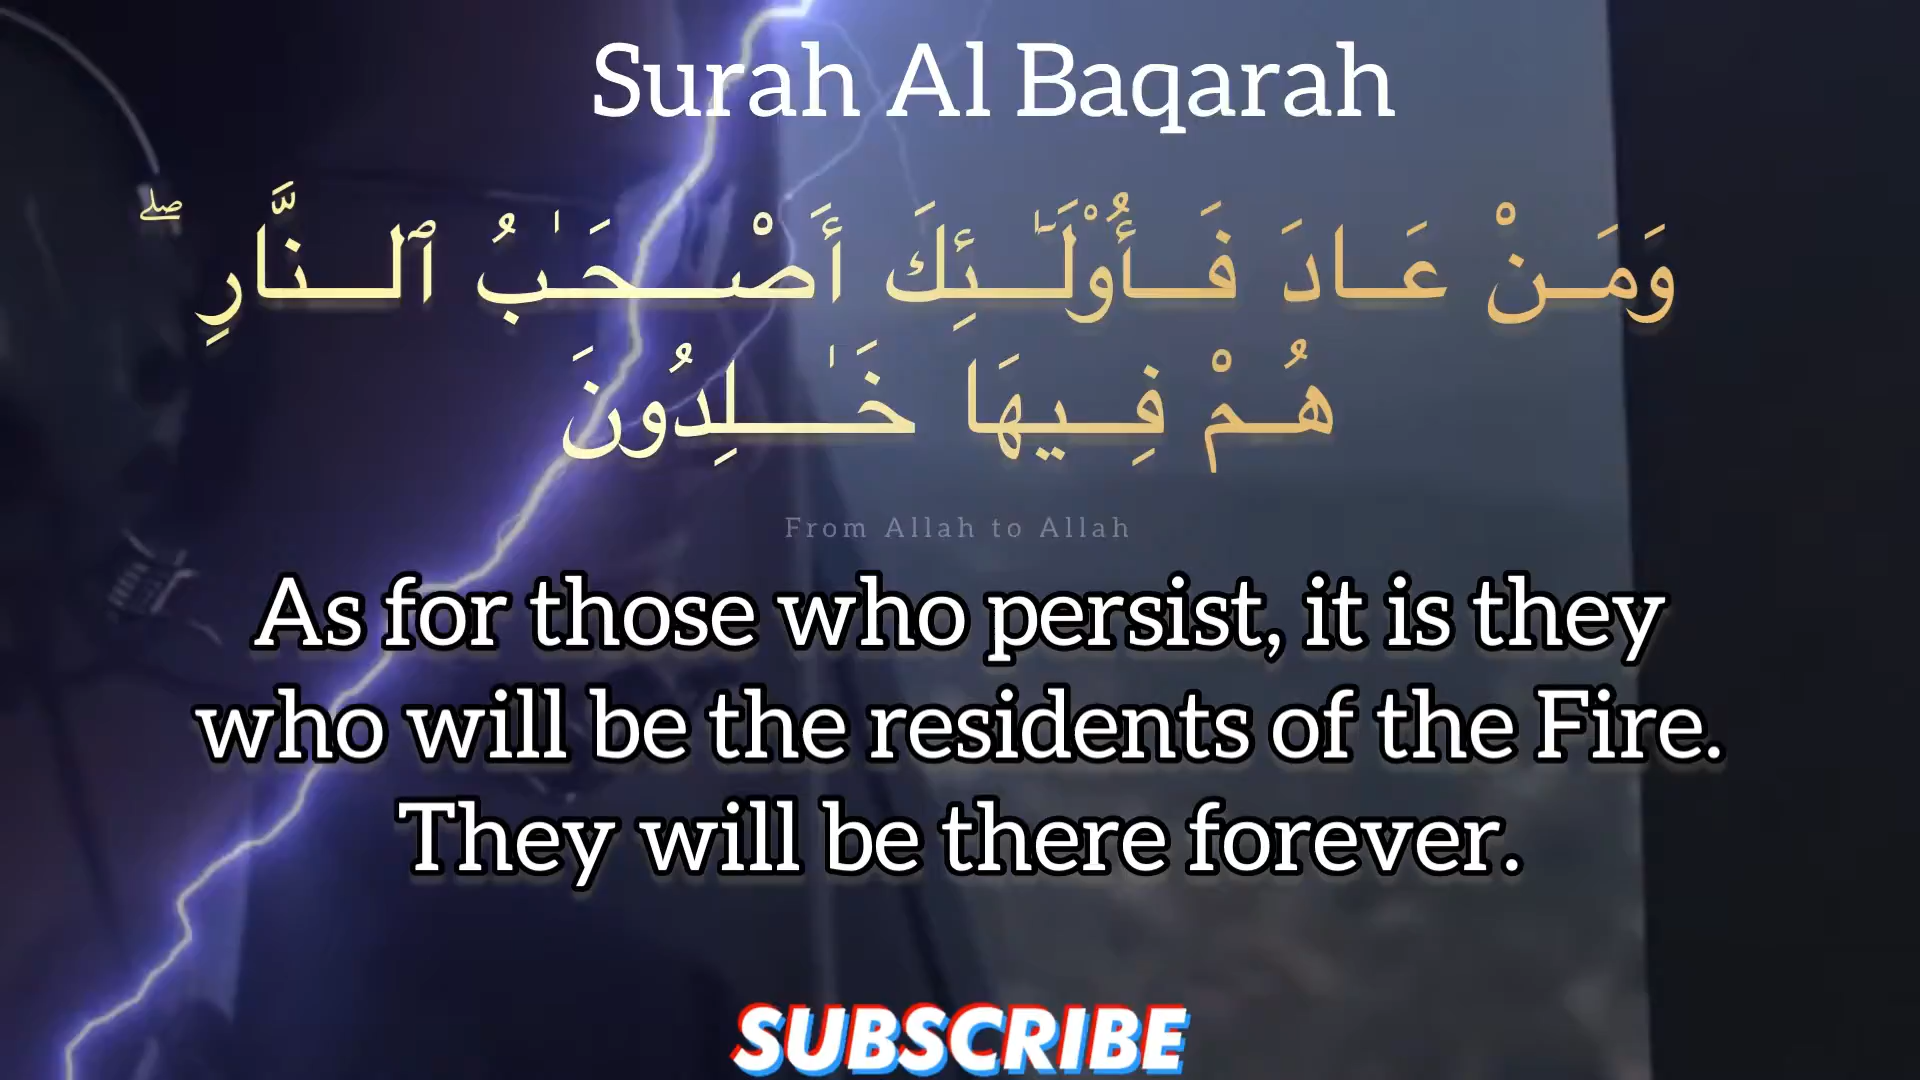 Surah Al Baqarah
وَمَنْ عَادَ فَأُو۟لَـٰٓئِكَ أَصْحَـٰبُ ٱلنَّارِ ۖ
هُمْ فِيهَا خَـٰلِدُونَ
From Allah to Allah
As for those who persist, it is they
who will be the residents of the Fire.
They will be there forever.
SUBSCRIBE